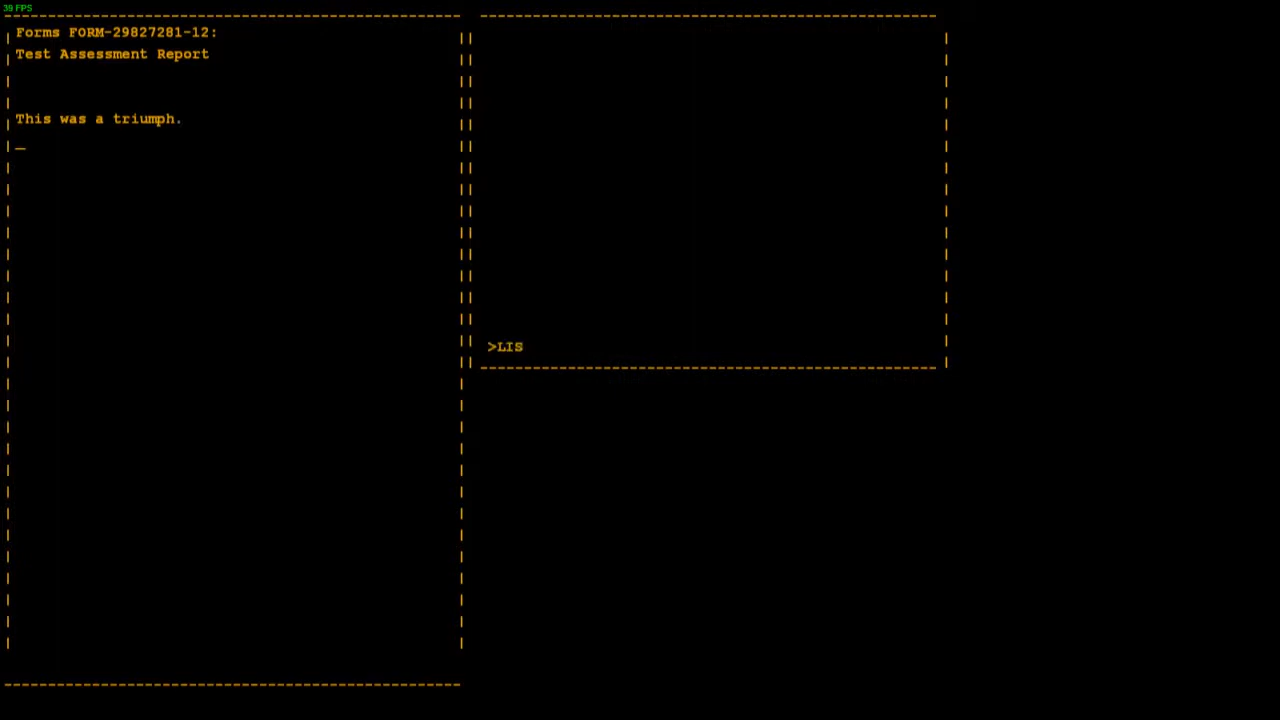 39 FPS
Forms FORM-29827281-12:
Test Assessment Report
This was a triumph.
_
>LIS